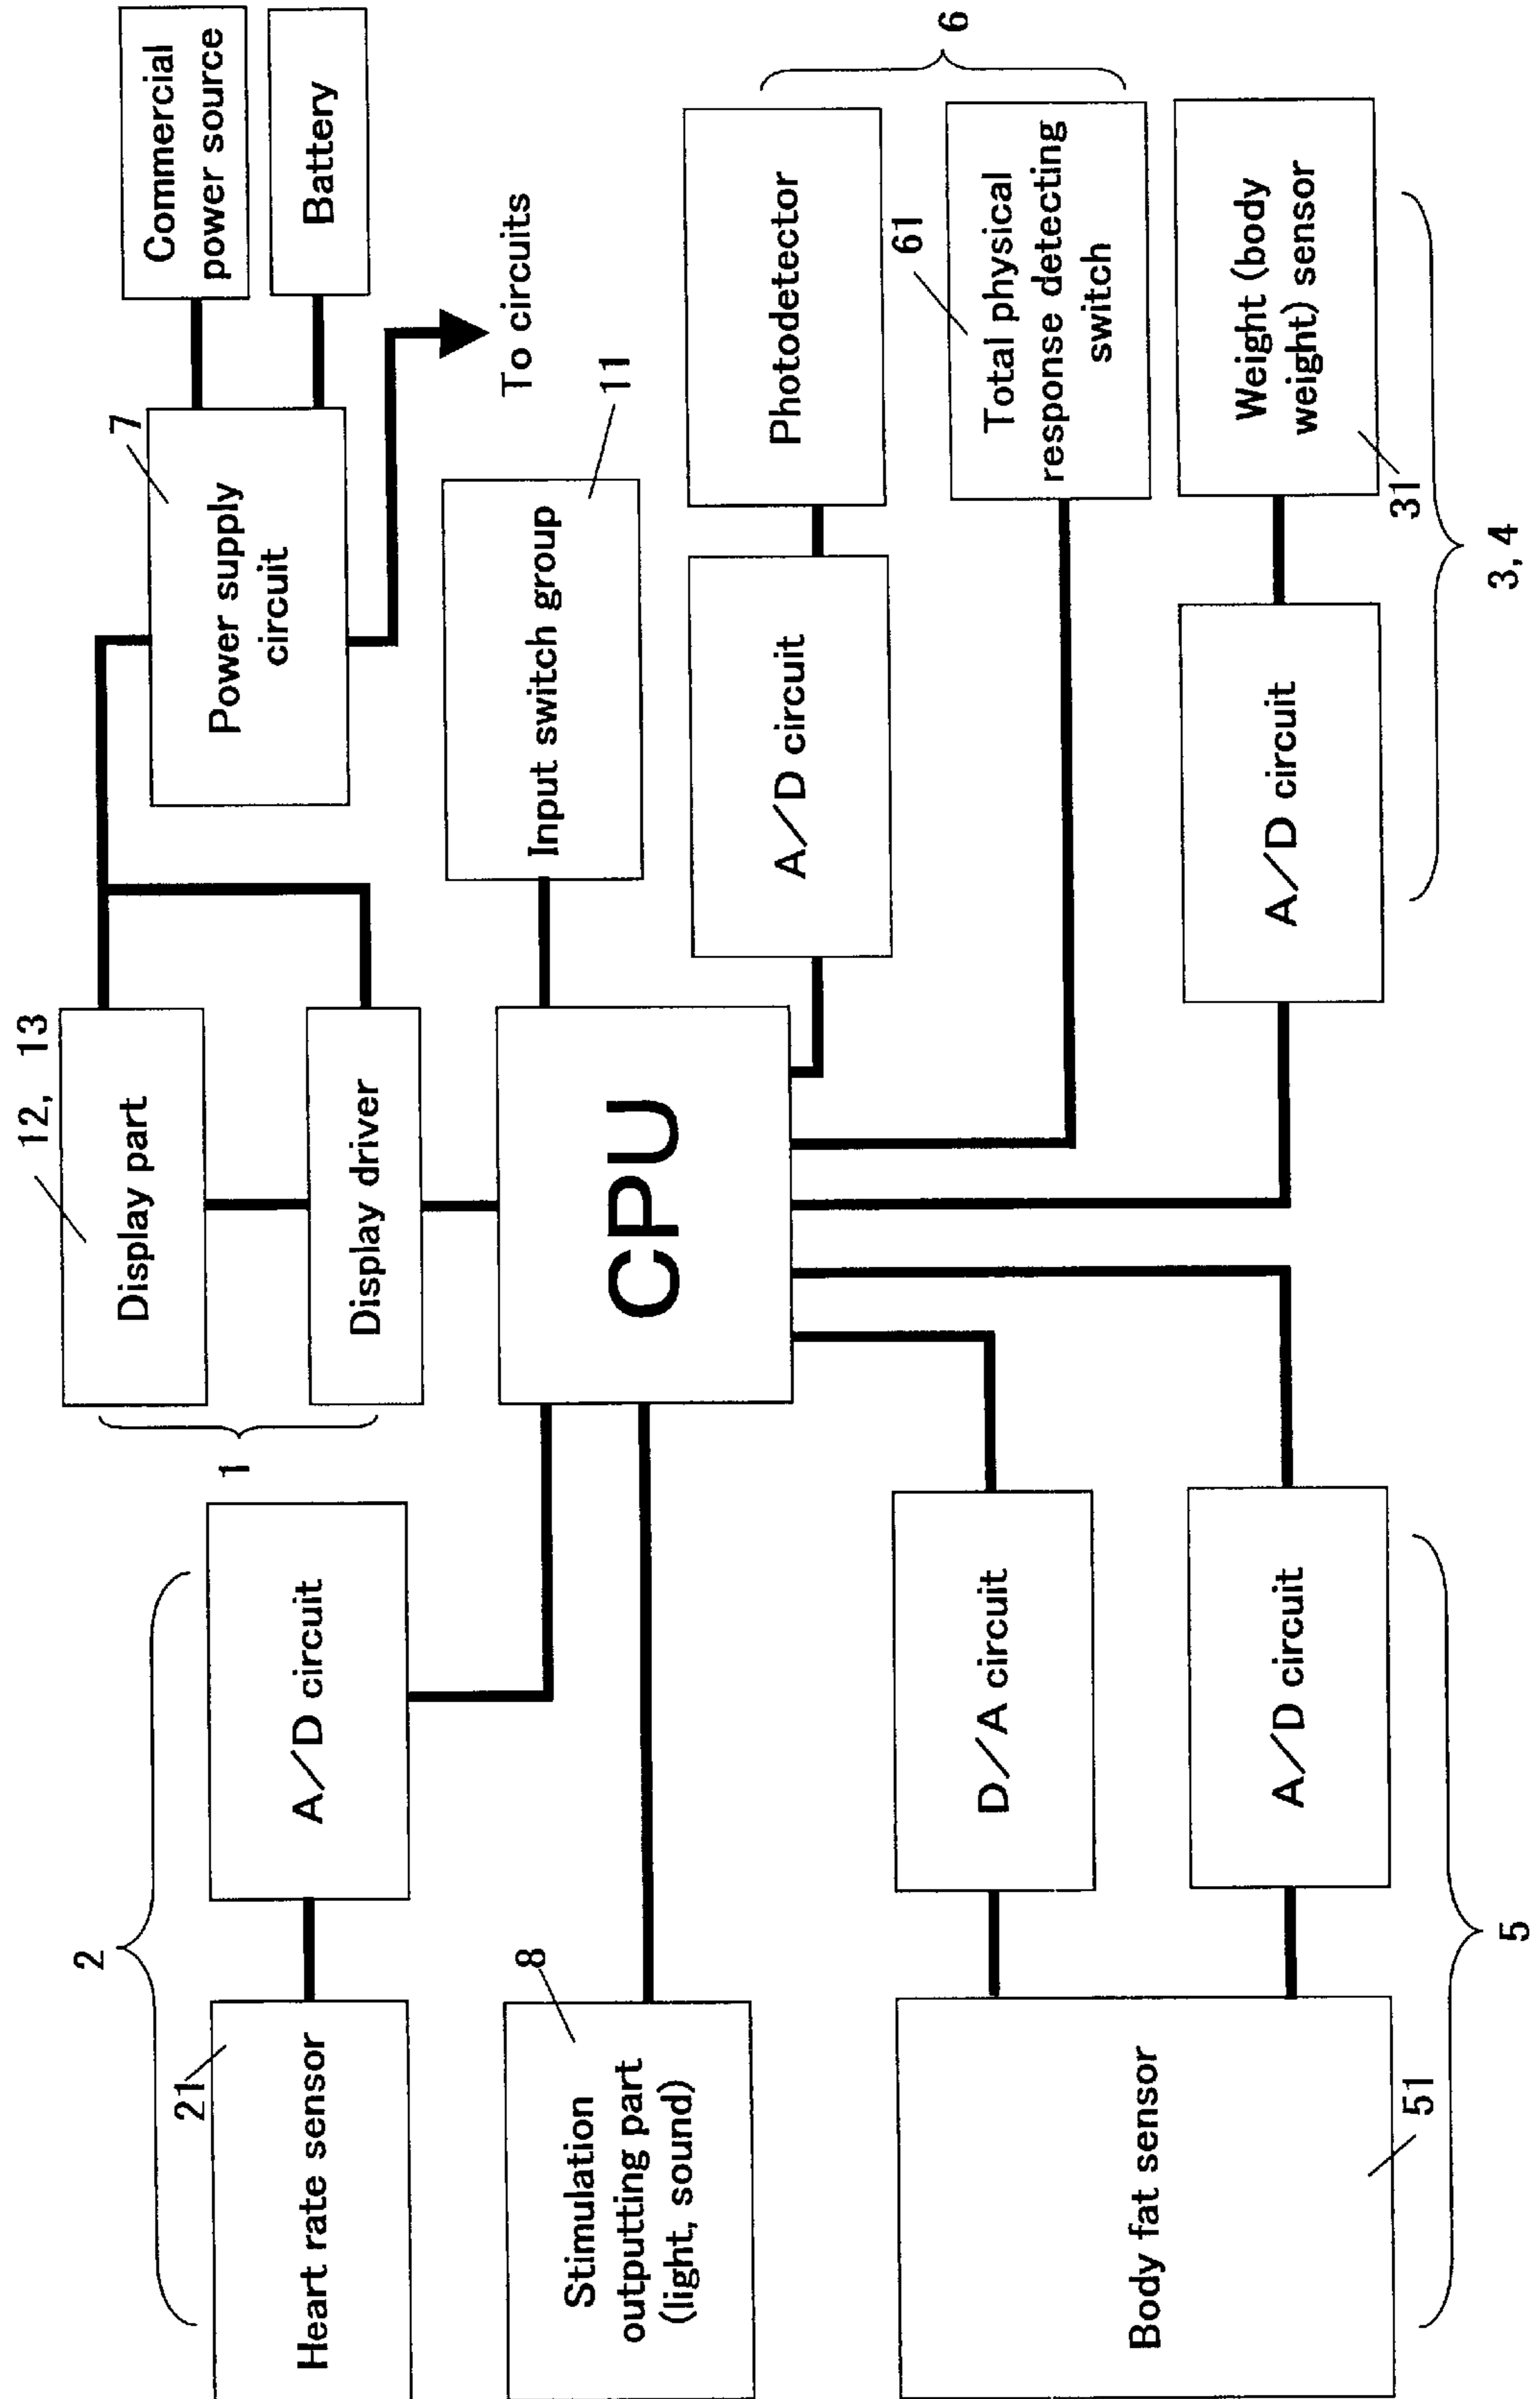 12, 13
Display part
Display driver
1
7
Power supply
circuit
Commercial
power source
Battery
To circuits
2
21
Heart rate sensor
A/D circuit
CPU
Input switch group
11
8
Stimulation
outputting part
(light, sound)
A/D circuit
Photodetector
6
61
Total physical
response detecting
switch
Body fat sensor
51
D/A circuit
A/D circuit
5
A/D circuit
Weight (body
weight) sensor
31
3, 4